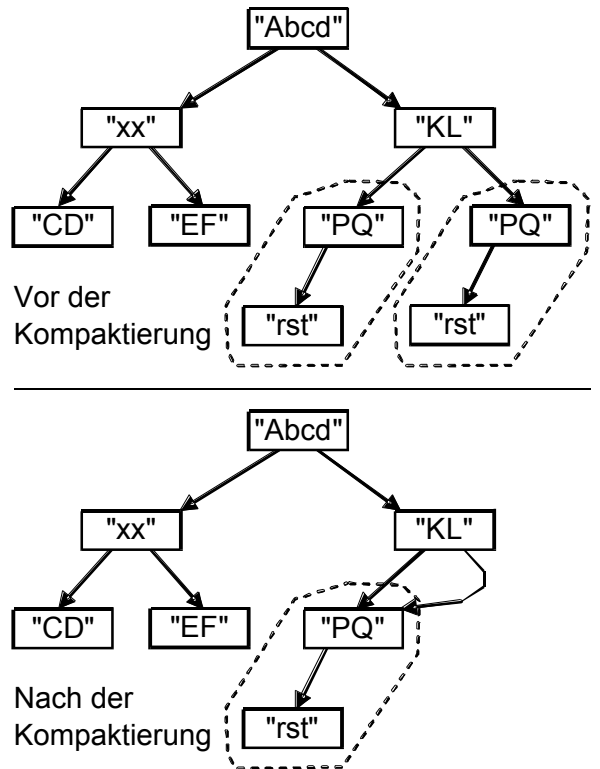 "Abcd"
"xx" "KL"
"CD" "EF" "PQ" "PQ"
Vor der
Kompaktierung
"rst" "rst"
"Abcd"
"xx" "KL"
"CD" "EF" "PQ"
Nach der
Kompaktierung
"rst"